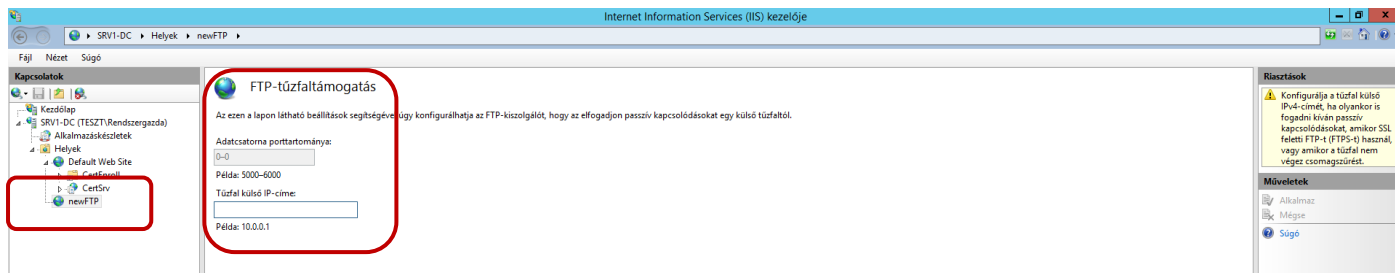 Internet Information Services (IIS) kezelője
SRV1-DC ▸ Helyek ▸ newFTP ▸
Fájl Nézet Súgó
Kapcsolatok
Kezdőlap
SRV1-DC (TESZT\Rendszergazda)
Alkalmazáskészletek
Helyek
Default Web Site
CertEnroll
CertSrv
newFTP
FTP-tűzfaltámogatás
Az ezen a lapon látható beállítások segítségével úgy konfigurálhatja az FTP-kiszolgálót, hogy az elfogadjon passzív kapcsolódásokat egy külső tűzfaltól.
Adatcsatorna porttartománya:
0–0
Példa: 5000–6000
Tűzfal külső IP-címe:
Példa: 10.0.0.1
Riasztások
Konfigurálja a tűzfal külső
IPv4-címét, ha olyankor is
fogadni kíván passzív
kapcsolódásokat, amikor SSL
feletti FTP-t (FTPS-t) használ,
vagy amikor a tűzfal nem
végez csomagszűrést.
Műveletek
Alkalmaz
Mégse
Súgó